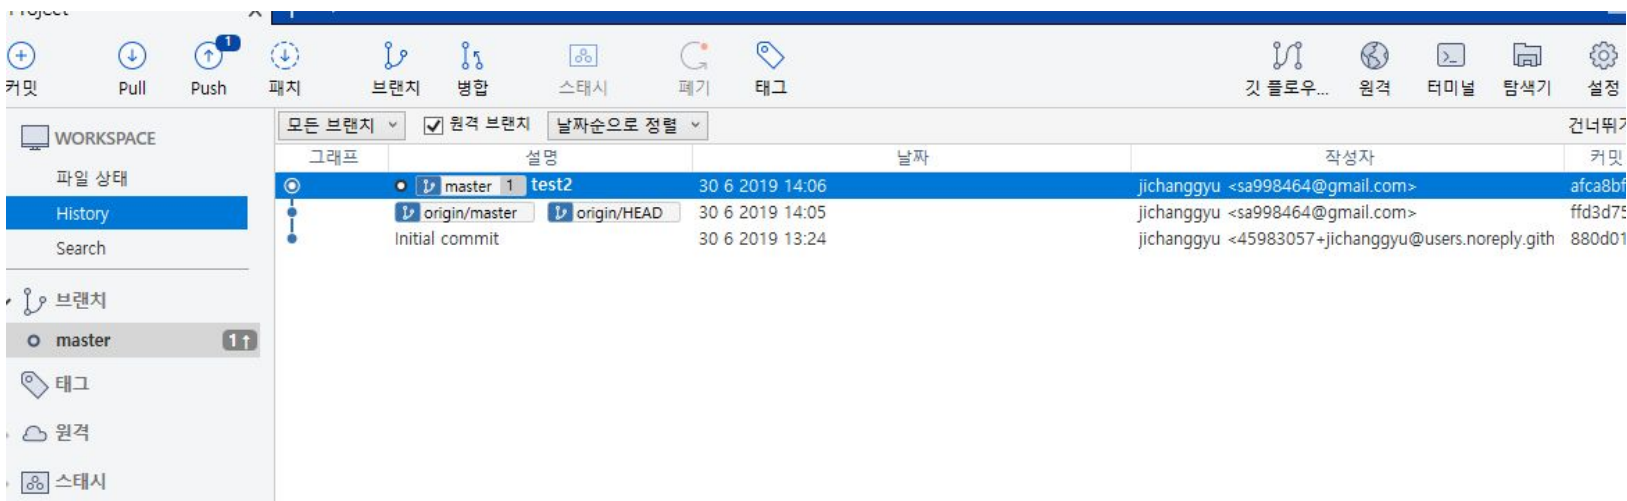 1
커밋 Pull Push 패치 브랜치 병합 스태시 폐기 태그 깃 플로우... 원격 터미널 탐색기 설정
WORKSPACE
모든 브랜치 원격 브랜치 날짜순으로 정렬
그래프 설명 날짜 작성자 커밋
파일 상태
master 1 test2 30 6 2019 14:06 jichanggyu <sa998464@gmail.com> afca8bf
History
origin/master origin/HEAD 30 6 2019 14:05 jichanggyu <sa998464@gmail.com> ffd3d75
Search
Initial commit 30 6 2019 13:24 jichanggyu <45983057+jichanggyu@users.noreply.gith 880d01
브랜치
master 1↑
태그
원격
스태시